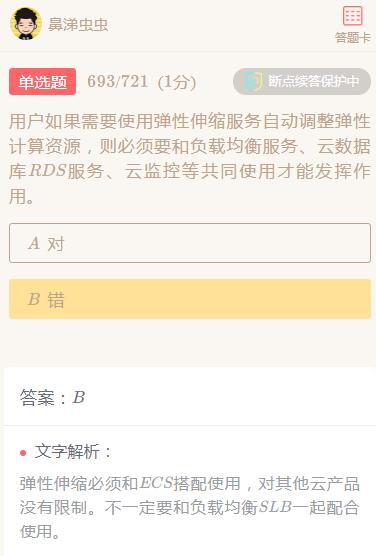 鼻涕虫虫
答题卡
单选题 693/721 (1分) 断点续答保护中
用户如果需要使用弹性伸缩服务自动调整弹性
计算资源，则必须要和负载均衡服务、云数据
库RDS服务、云监控等共同使用才能发挥作
用。
A 对
B 错
答案：B
文字解析：
弹性伸缩必须和ECS搭配使用，对其他云产品
没有限制。不一定要和负载均衡SLB一起配合
使用。